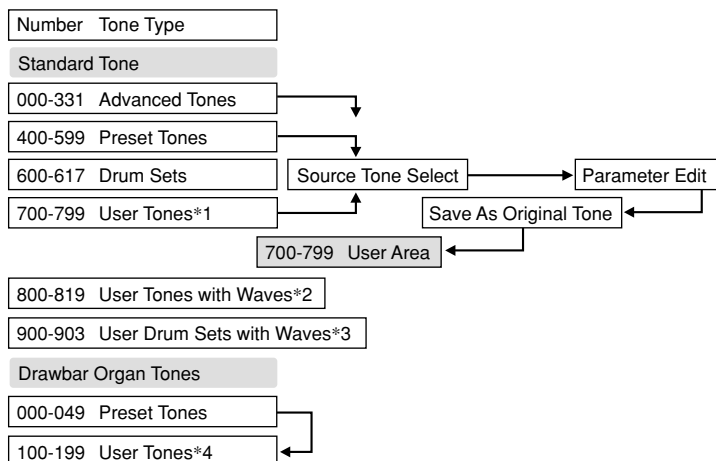 Number Tone Type
Standard Tone
000-331 Advanced Tones
400-599 Preset Tones
600-617 Drum Sets
Source Tone Select
Parameter Edit
700-799 User Tones*1
Save As Original Tone
700-799 User Area
800-819 User Tones with Waves*2
900-903 User Drum Sets with Waves*3
Drawbar Organ Tones
000-049 Preset Tones
100-199 User Tones*4